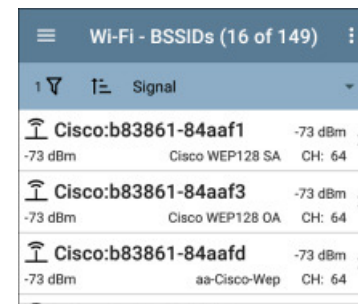 Wi-Fi - BSSIDs (16 of 149)
1 Signal
Cisco:b83861-84aaf1 -73 dBm
-73 dBm Cisco WEP128 SA CH: 64
Cisco:b83861-84aaf3 -73 dBm
-73 dBm Cisco WEP128 OA CH: 64
Cisco:b83861-84aafd -73 dBm
-73 dBm aa-Cisco-Wep CH: 64